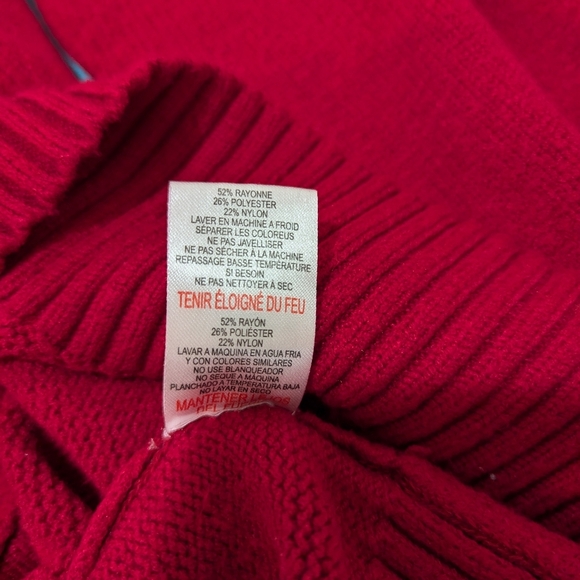 52% RAYONNE
26% POLYESTER
22% NYLON
LAVER EN MACHINE A FROID
SÉPARER LES COLOREUS
NE PAS JAVELLISER
NE PAS SÉCHER À LA MACHINE
REPASSAGE BASSE TEMPÉRATURE
SI BESOIN
NE PAS NETTOYER À SEC
TENIR ÉLOIGNÉ DU FEU
52% RAYÓN
26% POLIÉSTER
22% NYLON
LAVAR A MAQUINA EN AGUA FRIA
Y CON COLORES SIMILARES
NO USE BLANQUEADOR
NO SEQUE A MÁQUINA
PLANCHADO A TEMPERATURA BAJA
NO LAVAR EN SECO
MANTENER
DEL